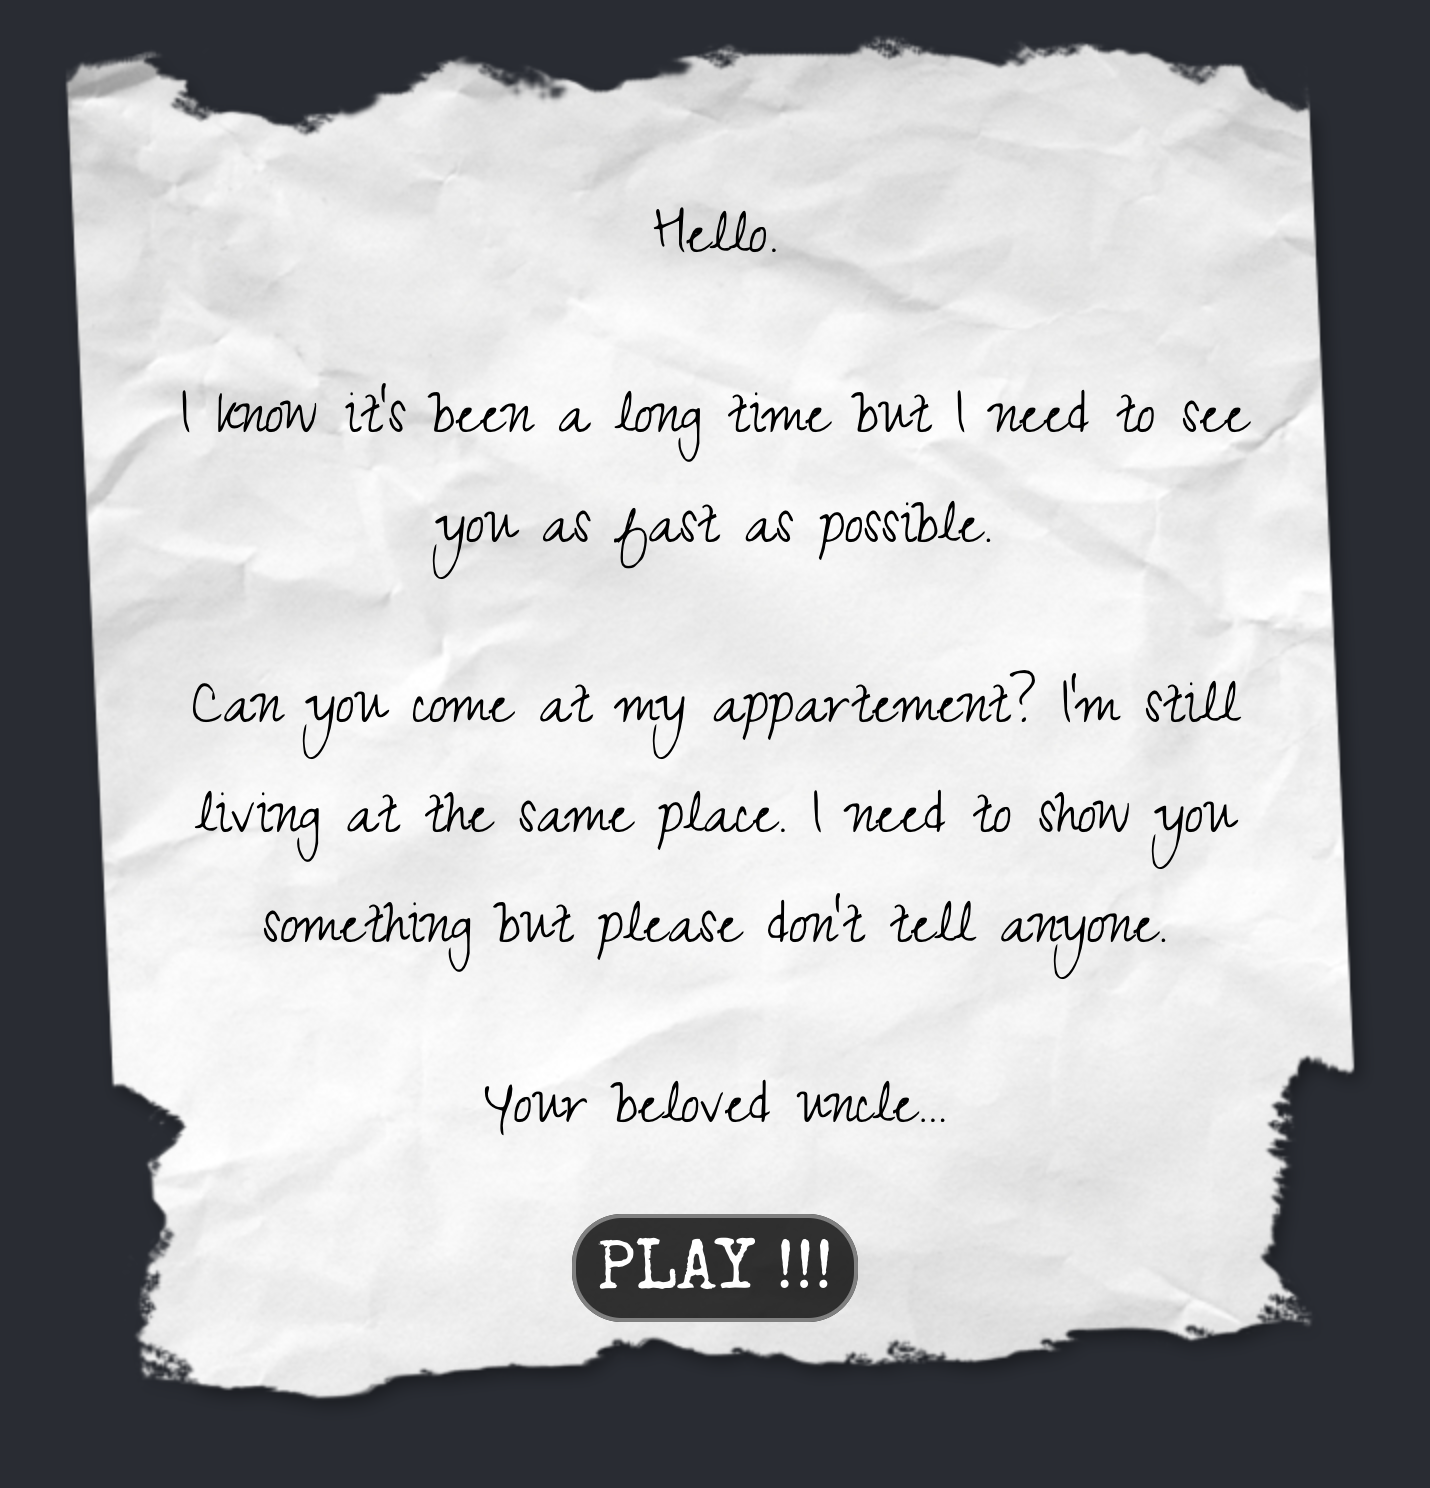 Hello.
I know it's been a long time but I need to see
you as fast as possible.
Can you come at my appartement? I'm still
living at the same place. I need to show you
something but please don't tell anyone.
Your beloved uncle...
PLAY !!!